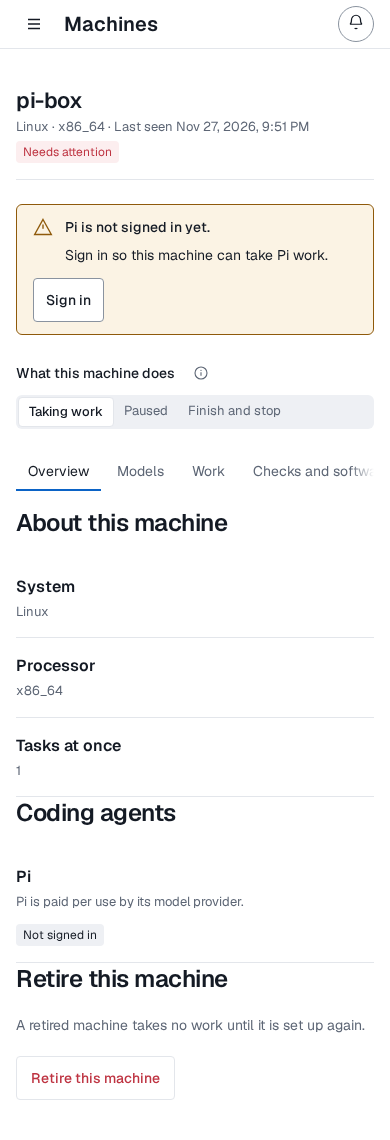 Machines
pi-box
Linux · x86_64 · Last seen Nov 27, 2026, 9:51 PM
Needs attention
Pi is not signed in yet.
Sign in so this machine can take Pi work.
Sign in
What this machine does
Taking work Paused Finish and stop
Overview Models Work Checks and softwa
About this machine
System
Linux
Processor
x86_64
Tasks at once
1
Coding agents
Pi
Pi is paid per use by its model provider.
Not signed in
Retire this machine
A retired machine takes no work until it is set up again.
Retire this machine